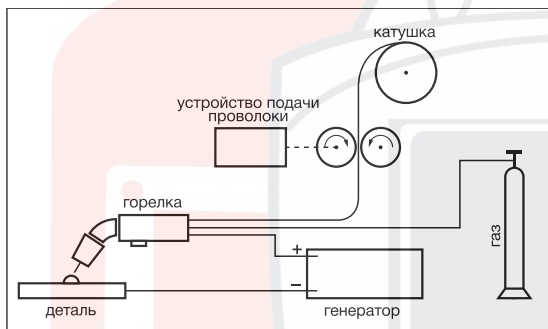 катушка
устройство подачи
проволоки
горелка
газ
+
−
деталь
генератор